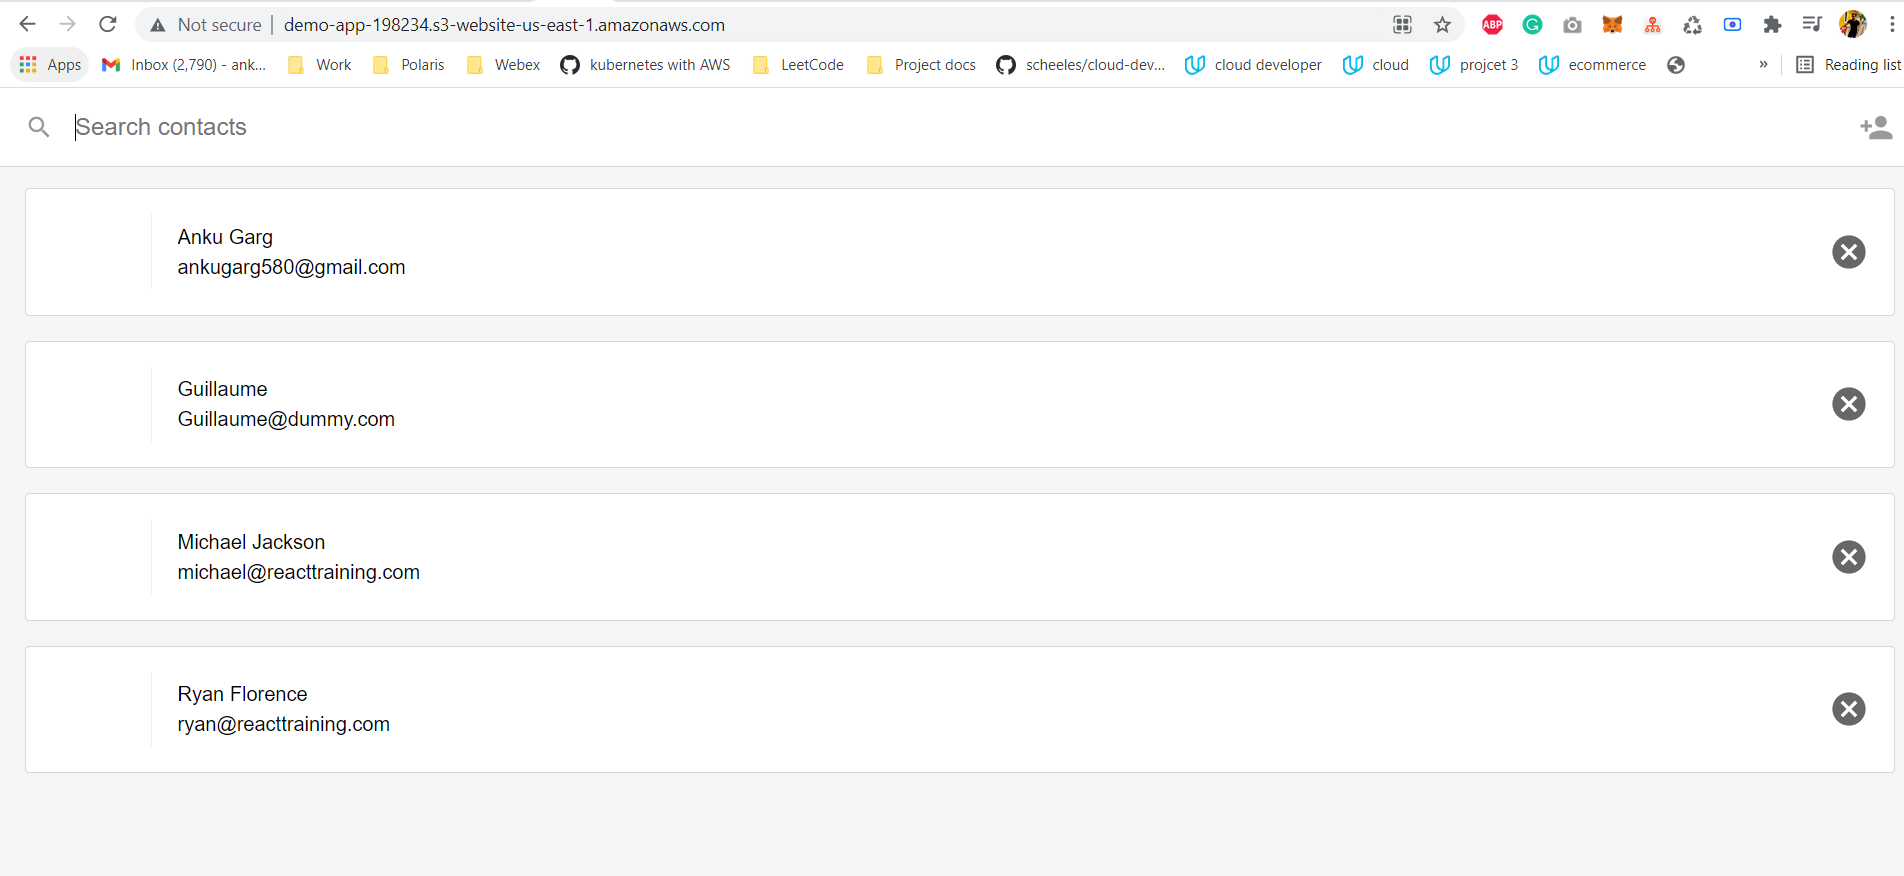 Not secure | demo-app-198234.s3-website-us-east-1.amazonaws.com
ABP
Apps Inbox (2,790) - ank... Work Polaris Webex kubernetes with AWS LeetCode Project docs scheeles/cloud-dev... cloud developer cloud projcet 3 ecommerce » Reading list
Search contacts
Anku Garg
ankugarg580@gmail.com
Guillaume
Guillaume@dummy.com
Michael Jackson
michael@reacttraining.com
Ryan Florence
ryan@reacttraining.com